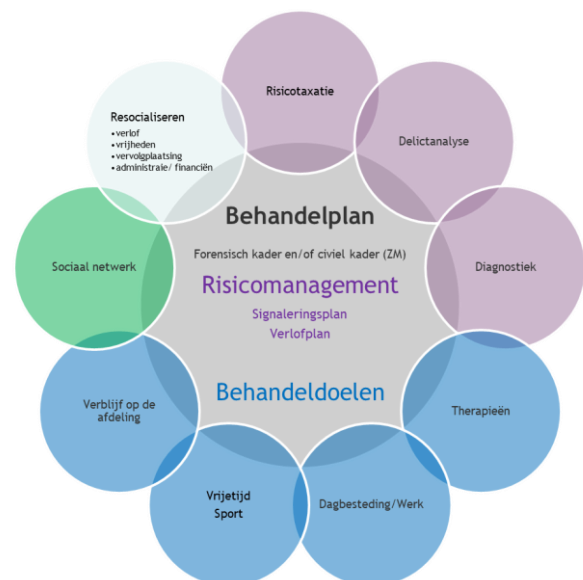 Risicotaxatie
Resocialiseren
•verlof
•vrijheden
•vervolgplaatsing
•administraie/ financiën
Delictanalyse
Behandelplan
Forensisch kader en/of civiel kader (ZM)
Risicomanagement
Signaleringsplan
Verlofplan
Sociaal netwerk
Diagnostiek
Behandeldoelen
Verblijf op de
afdeling
Therapieën
Vrijetijd
Sport
Dagbesteding/Werk